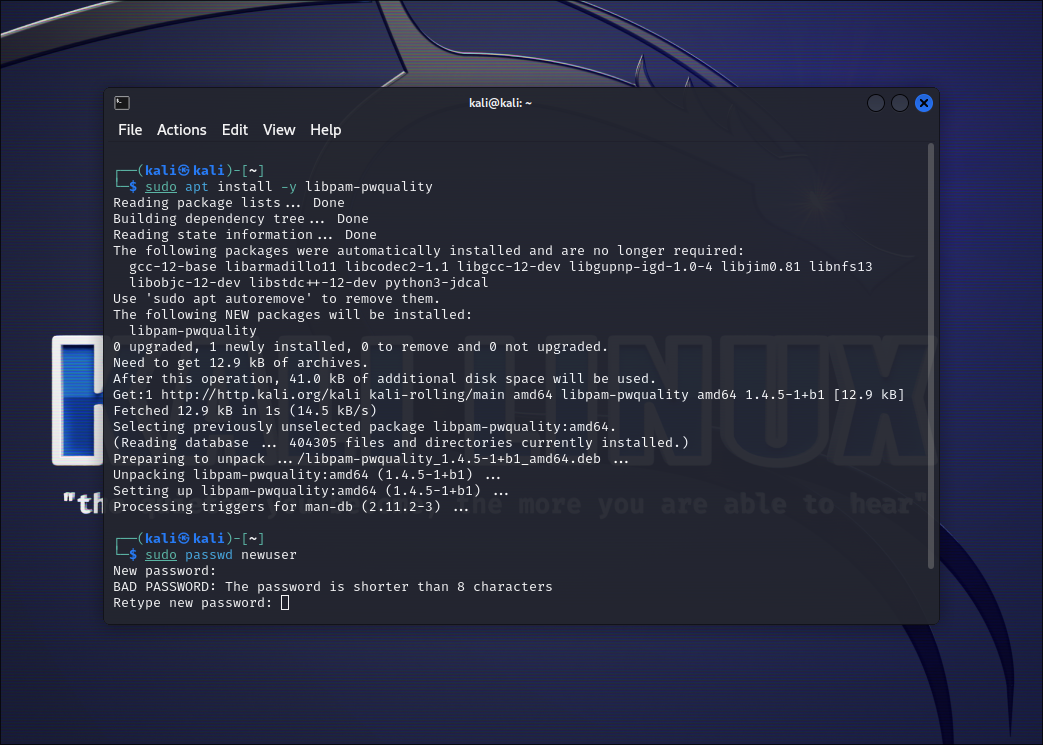 kali@kali: ~
File Actions Edit View Help
┌──(kali㉿kali)-[~]
└─$ sudo apt install -y libpam-pwquality
Reading package lists... Done
Building dependency tree... Done
Reading state information... Done
The following packages were automatically installed and are no longer required:
  gcc-12-base libarmadillo11 libcodec2-1.1 libgcc-12-dev libgupnp-igd-1.0-4 libjim0.81 libnfs13
  libobjc-12-dev libstdc++-12-dev python3-jdcal
Use 'sudo apt autoremove' to remove them.
The following NEW packages will be installed:
  libpam-pwquality
0 upgraded, 1 newly installed, 0 to remove and 0 not upgraded.
Need to get 12.9 kB of archives.
After this operation, 41.0 kB of additional disk space will be used.
Get:1 http://http.kali.org/kali kali-rolling/main amd64 libpam-pwquality amd64 1.4.5-1+b1 [12.9 kB]
Fetched 12.9 kB in 1s (14.5 kB/s)
Selecting previously unselected package libpam-pwquality:amd64.
(Reading database ... 404305 files and directories currently installed.)
Preparing to unpack .../libpam-pwquality_1.4.5-1+b1_amd64.deb ...
Unpacking libpam-pwquality:amd64 (1.4.5-1+b1) ...
Setting up libpam-pwquality:amd64 (1.4.5-1+b1) ...
Processing triggers for man-db (2.11.2-3) ...
┌──(kali㉿kali)-[~]
└─$ sudo passwd newuser
New password:
BAD PASSWORD: The password is shorter than 8 characters
Retype new password:
LINUX
the more you are able to hear"